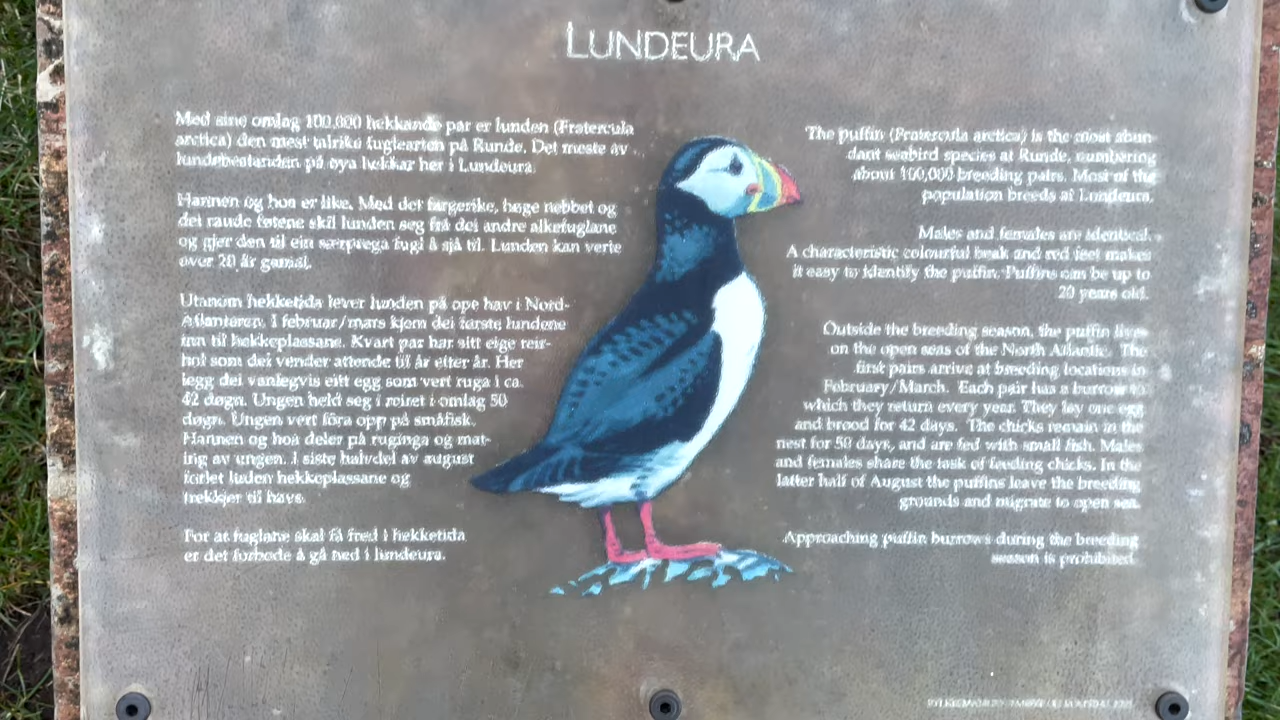 LUNDEURA
Med sine omlag 100.000 hekkande par er lunden (Fratercula
arctica) den mest talrike fuglearten på Runde. Det meste av
lundebestanden på øya hekkar her i Lundeura.
Hannen og hoa er like. Med det fargerike, høge nebbet og
dei raude føtene skil lunden seg frå dei andre alkefuglane
og gjer den til ein særprega fugl å sjå til. Lunden kan verte
over 20 år gamal.
Utanom hekketida lever lunden på ope hav i Nord-
Atlanteren. I februar/mars kjem dei første lundene
inn til hekkeplassane. Kvart par har sitt eige reir-
hol som dei vender attende til år etter år. Her
legg dei vanlegvis eitt egg som vert ruga i ca.
42 døgn. Ungen held seg i reiret i omlag 50
døgn. Ungen vert fôra opp på småfisk.
Hannen og hoa deler på ruginga og mat-
ing av ungen. I siste halvdel av august
forlet luden hekkeplassane og
trekkjer til havs.
For at fuglane skal få fred i hekketida
er det forbode å gå ned i lundeura.
The puffin (Fratercula arctica) is the most abun
dant seabird species at Runde, numbering
about 100,000 breeding pairs. Most of the
population breeds at Lundeura.
Males and females are identical.
A characteristic colourful beak and red feet makes
it easy to identify the puffin. Puffins can be up to
20 years old.
Outside the breeding season, the puffin lives
on the open seas of the North Atlantic. The
first pairs arrive at breeding locations in
February/March. Each pair has a burrow to
which they return every year. They lay one egg
and brood for 42 days. The chicks remain in the
nest for 50 days, and are fed with small fish. Males
and females share the task of feeding chicks. In the
latter half of August the puffins leave the breeding
grounds and migrate to open sea.
Approaching puffin burrows during the breeding
season is prohibited.